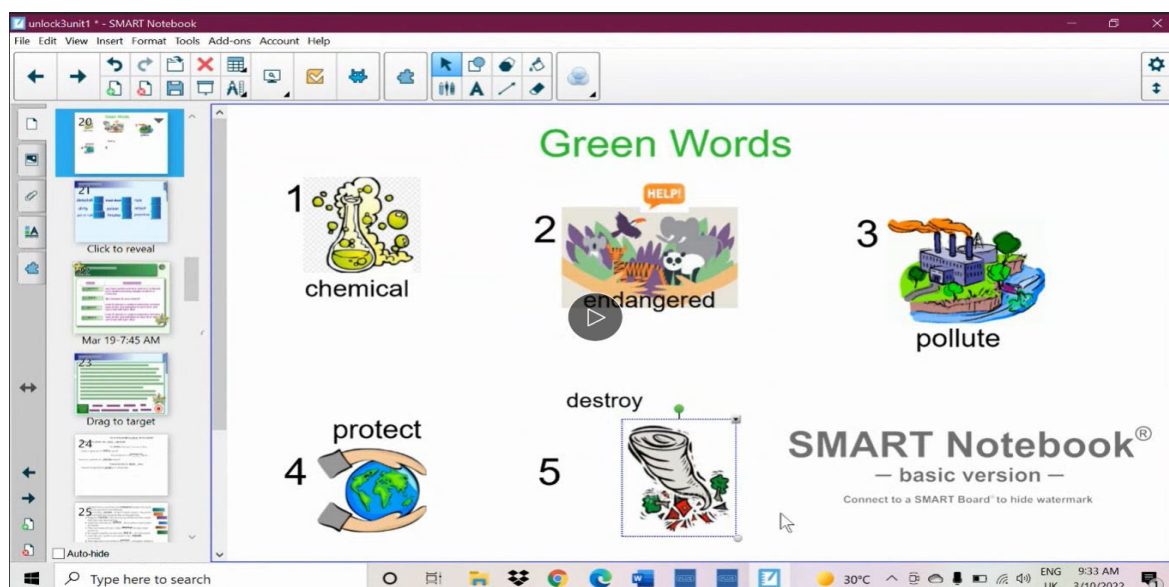 unlock3unit1 * - SMART Notebook
File Edit View Insert Format Tools Add-ons Account Help
20
21
Click to reveal
Mar 19-7:45 AM
23
Drag to target
24
25
Auto-hide
Green Words
1
chemical
HELP!
2
endangered
3
pollute
4
protect
destroy
5
SMART Notebook®
— basic version —
Connect to a SMART Board® to hide watermark
Type here to search
30°C
ENG
UK
9:33 AM